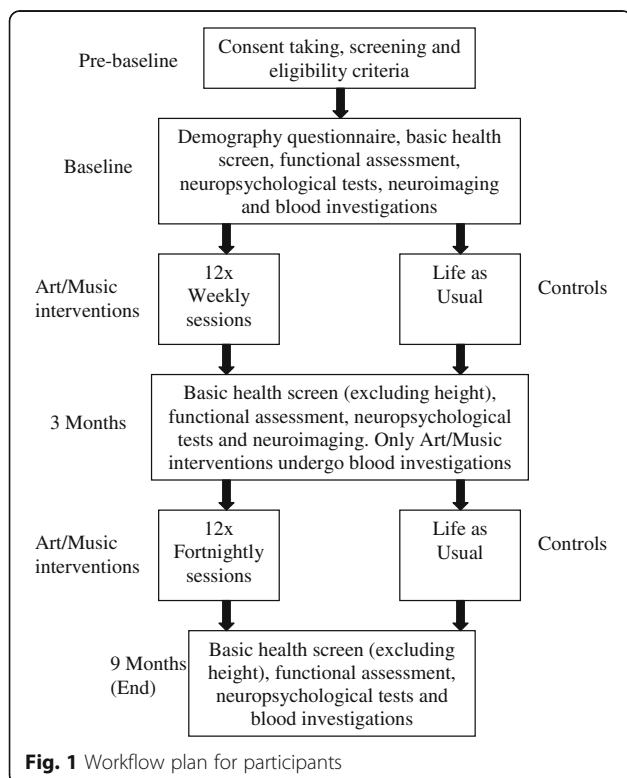 Pre-baseline
Consent taking, screening and
eligibility criteria
Baseline
Demography questionnaire, basic health
screen, functional assessment,
neuropsychological tests, neuroimaging
and blood investigations
Art/Music
interventions
12x
Weekly
sessions
Life as
Usual
Controls
3 Months
Basic health screen (excluding height),
functional assessment, neuropsychological
tests and neuroimaging. Only Art/Music
interventions undergo blood investigations
Art/Music
interventions
12x
Fortnightly
sessions
Life as
Usual
Controls
9 Months
(End)
Basic health screen (excluding
height), functional assessment,
neuropsychological tests and
blood investigations
Fig. 1 Workflow plan for participants